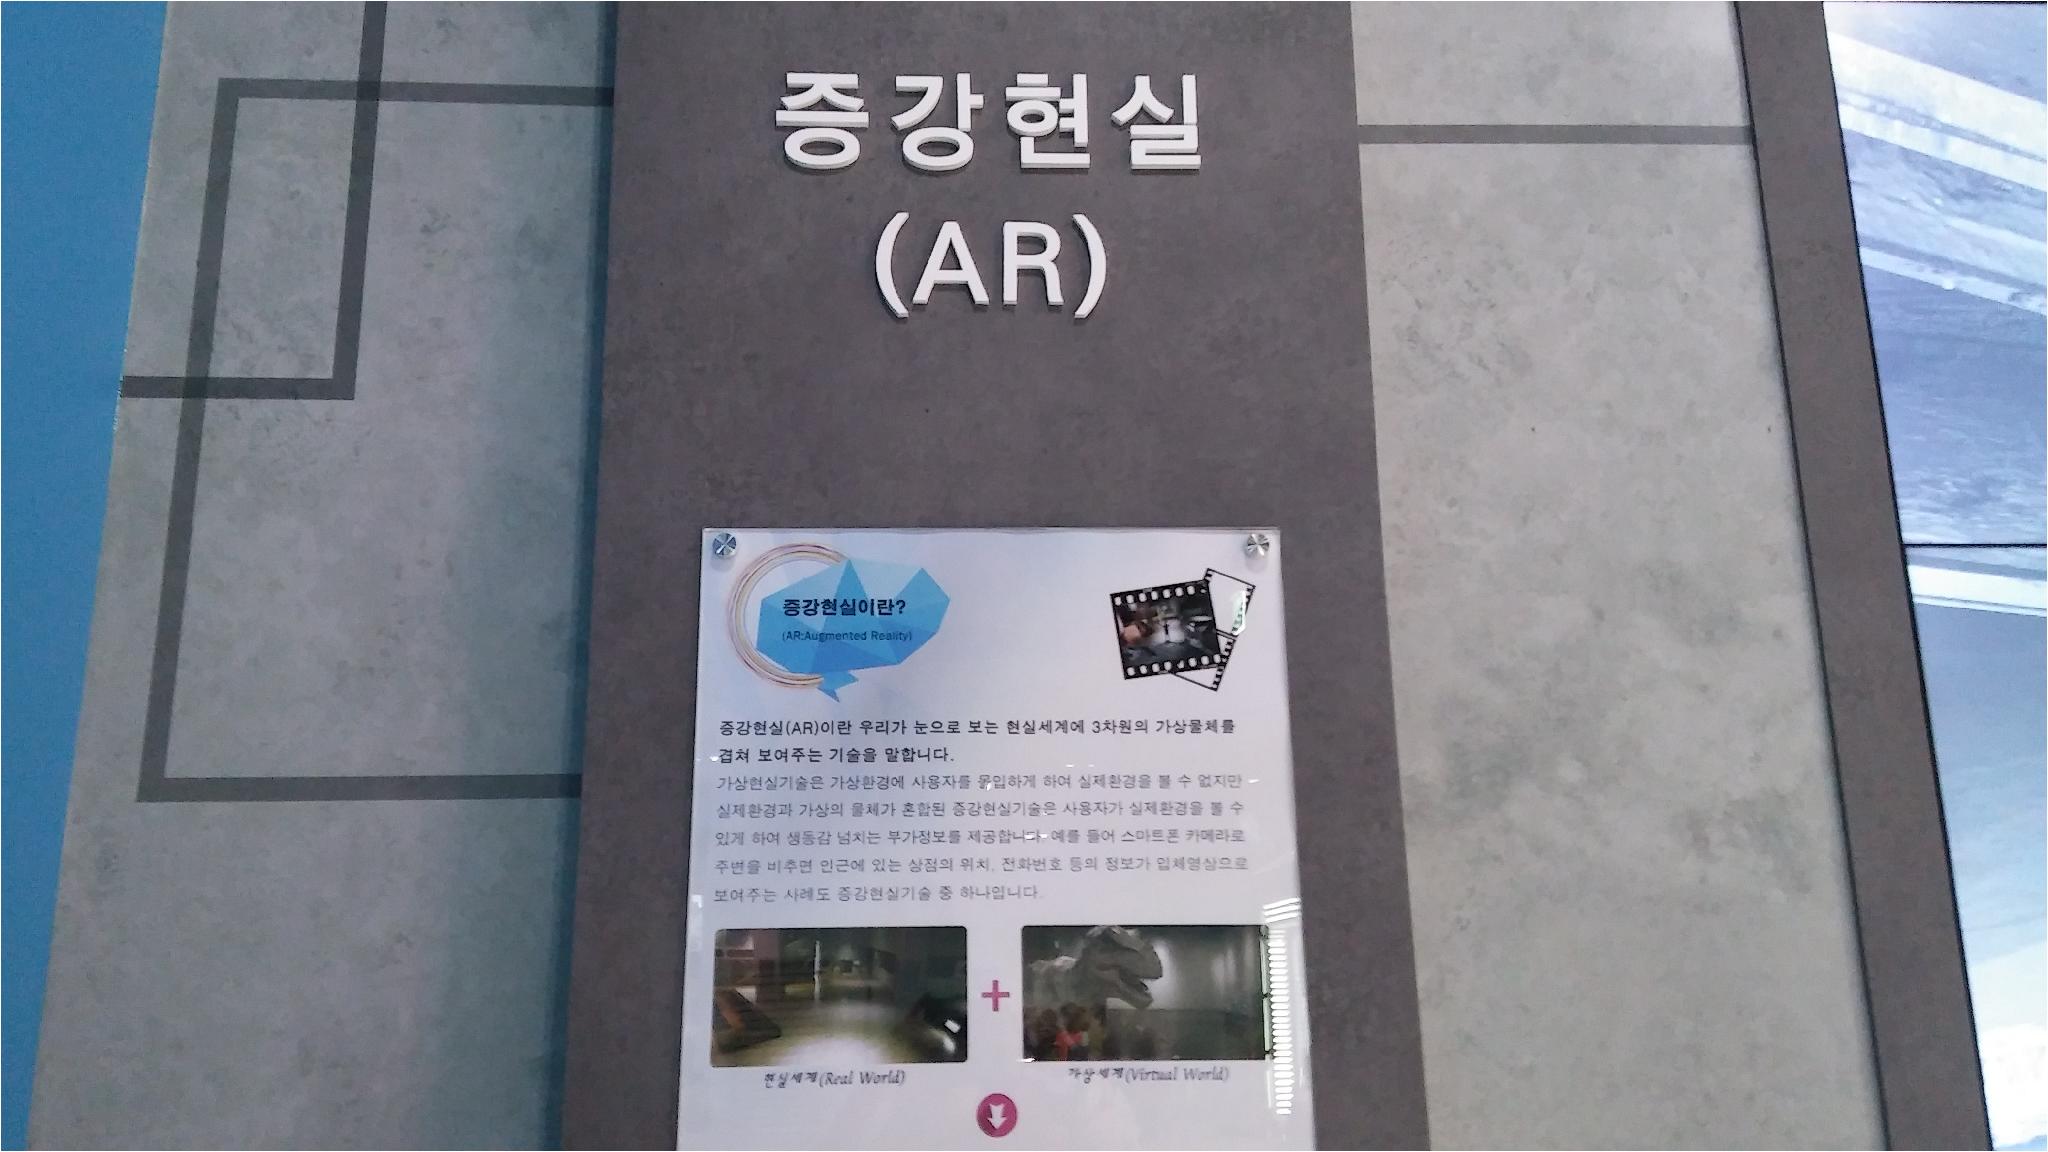 증강현실
(AR)
증강현실이란?
(AR:Augmented Reality)
증강현실(AR)이란 우리가 눈으로 보는 현실세계에 3차원의 가상물체를
겹쳐 보여주는 기술을 말합니다.
가상현실기술은 가상환경에 사용자를 몰입하게 하여 실제환경을 볼 수 없지만
실제환경과 가상의 물체가 혼합된 증강현실기술은 사용자가 실제환경을 볼 수
있게 하여 생동감 넘치는 부가정보를 제공합니다. 예를 들어 스마트폰 카메라로
주변을 비추면 인근에 있는 상점의 위치, 전화번호 등의 정보가 입체영상으로
보여주는 사례도 증강현실기술 중 하나입니다.
현실세계(Real World)
가상세계(Virtual World)